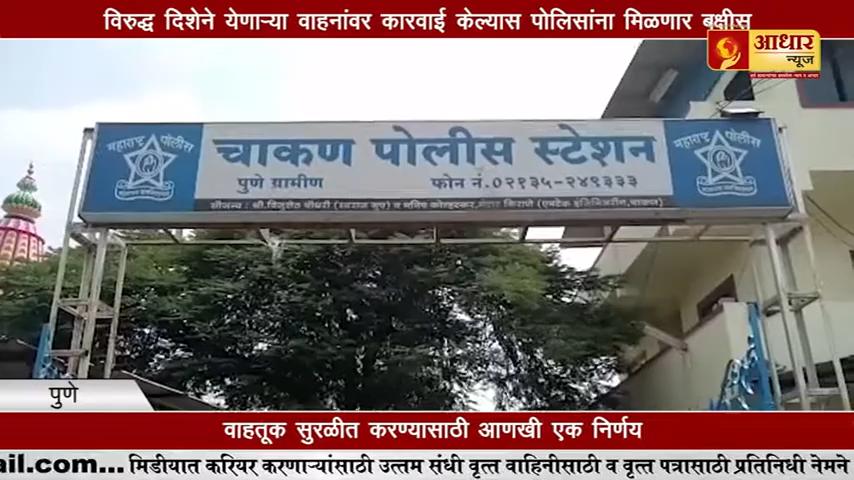 विरुद्ध दिशेने येणाऱ्या वाहनांवर कारवाई केल्यास पोलिसांना मिळणार बक्षीस
आधार
न्यूज
महाराष्ट्र पोलीस
चाकण पोलीस स्टेशन
महाराष्ट्र पोलीस
पुणे ग्रामीण
फोन नं.०२१३५-२४९३३३
पुणे
वाहतूक सुरळीत करण्यासाठी आणखी एक निर्णय
ail.com... मिडीयात करियर करणाऱ्यांसाठी उत्तम संधी वृत्त वाहिनीसाठी व वृत्त पत्रासाठी प्रतिनिधी नेमने